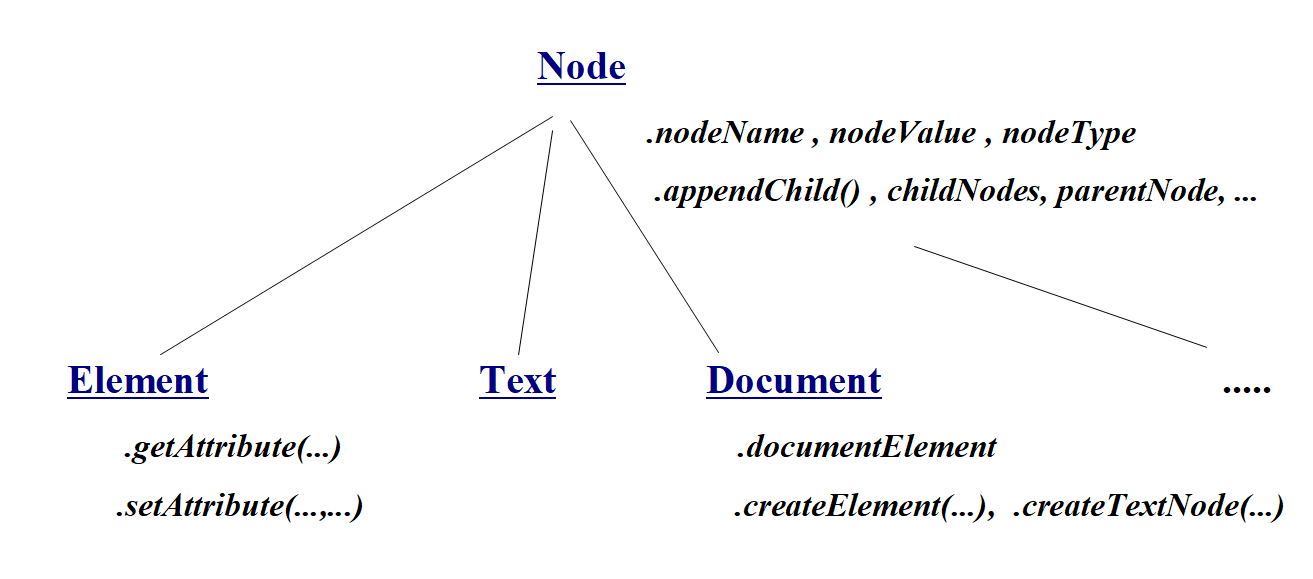 Node
.nodeName , nodeValue , nodeType
.appendChild() , childNodes, parentNode, ...
Element Text Document .....
.getAttribute(...) .documentElement
.setAttribute(...,...) .createElement(...), .createTextNode(...)